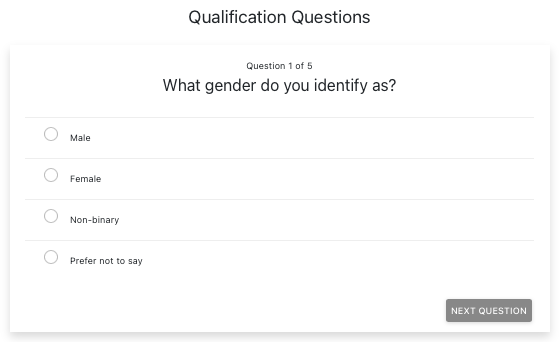 Qualification Questions
Question 1 of 5
What gender do you identify as?
Male
Female
Non-binary
Prefer not to say
NEXT QUESTION